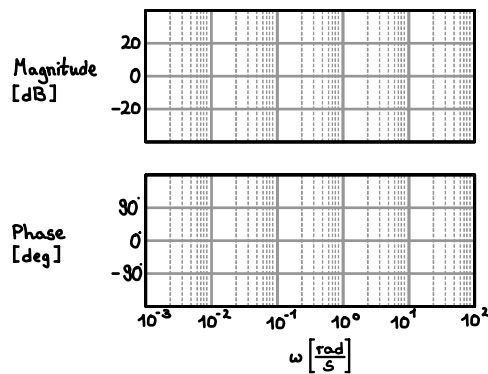 20
Magnitude
[dB]
0
-20
90°
Phase
[deg]
0°
-90°
10⁻³ 10⁻² 10⁻¹ 10⁰ 10¹ 10²
ω [rad/s]